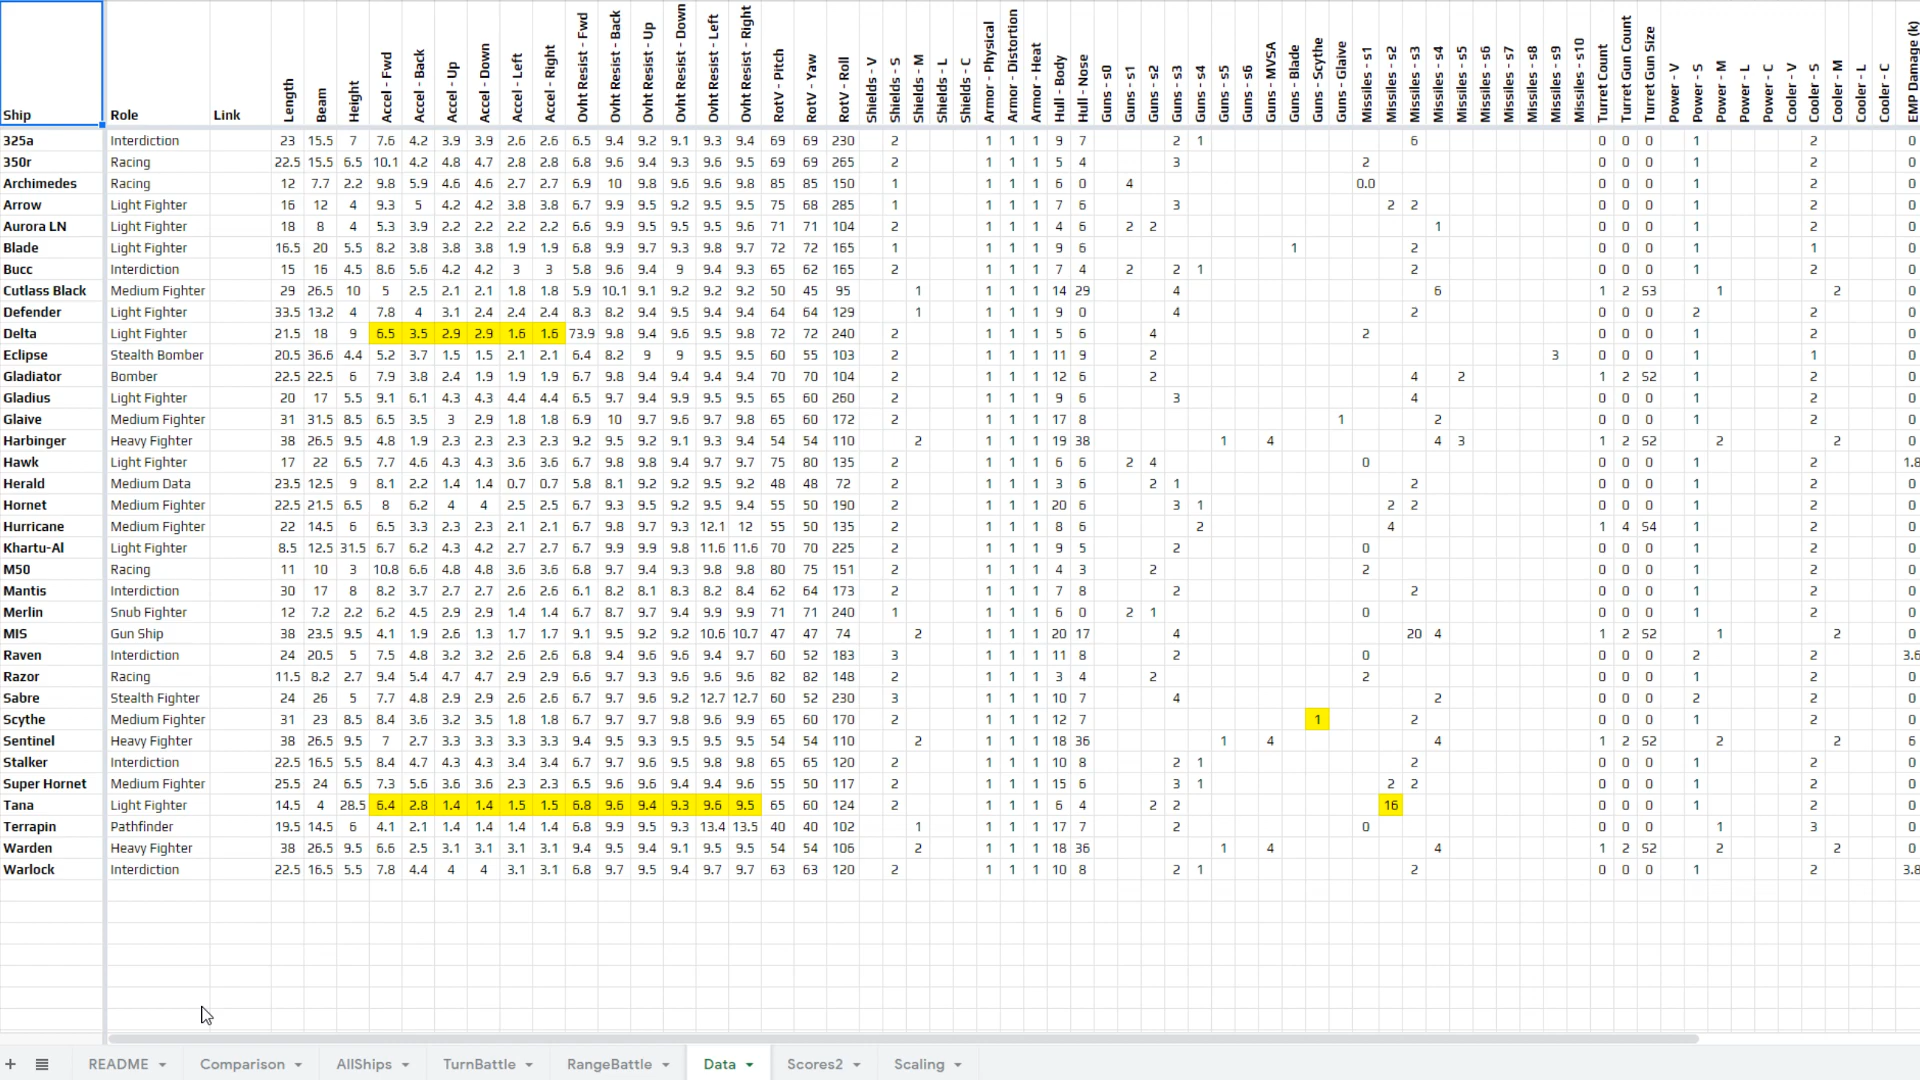 Ship Role Link Length Beam Height Accel - Fwd Accel - Back Accel - Up Accel - Down Accel - Left Accel - Right Ovht Resist - Fwd Ovht Resist - Back Ovht Resist - Up Ovht Resist - Down Ovht Resist - Left Ovht Resist - Right RotV - Pitch RotV - Yaw RotV - Roll Shields - V Shields - S Shields - M Shields - L Shields - C Armor - Physical Armor - Distortion Armor - Heat Hull - Body Hull - Nose Guns - s0 Guns - s1 Guns - s2 Guns - s3 Guns - s4 Guns - s5 Guns - s6 Guns - MVSA Guns - Blade Guns - Scythe Guns - Glaive Missiles - s1 Missiles - s2 Missiles - s3 Missiles - s4 Missiles - s5 Missiles - s6 Missiles - s7 Missiles - s8 Missiles - s9 Missiles - s10 Turret Count Turret Gun Count Turret Gun Size Power - V Power - S Power - M Power - L Power - C Cooler - V Cooler - S Cooler - M Cooler - L Cooler - C EMP Damage (k)
325a Interdiction 23 15.5 7 7.6 4.2 3.9 3.9 2.6 2.6 6.5 9.4 9.2 9.1 9.3 9.4 69 69 230 2 1 1 1 9 7 2 1 6 0 0 0 1 2 0
350r Racing 22.5 15.5 6.5 10.1 4.2 4.8 4.7 2.8 2.8 6.8 9.6 9.4 9.3 9.6 9.5 69 69 265 2 1 1 1 5 4 3 2 0 0 0 1 2 0
Archimedes Racing 12 7.7 2.2 9.8 5.9 4.6 4.6 2.7 2.7 6.9 10 9.8 9.6 9.6 9.8 85 85 150 1 1 1 1 6 0 4 0.0 0 0 0 1 2 0
Arrow Light Fighter 16 12 4 9.3 5 4.2 4.2 3.8 3.8 6.7 9.9 9.5 9.2 9.5 9.5 75 68 285 1 1 1 1 7 6 3 2 2 0 0 0 1 2 0
Aurora LN Light Fighter 18 8 4 5.3 3.9 2.2 2.2 2.2 2.2 6.6 9.9 9.5 9.5 9.5 9.6 71 71 104 2 1 1 1 4 6 2 2 1 0 0 0 1 2 0
Blade Light Fighter 16.5 20 5.5 8.2 3.8 3.8 3.8 1.9 1.9 6.8 9.9 9.7 9.3 9.8 9.7 72 72 165 1 1 1 1 9 6 1 2 0 0 0 1 1 0
Bucc Interdiction 15 16 4.5 8.6 5.6 4.2 4.2 3 3 5.8 9.6 9.4 9 9.4 9.3 65 62 165 2 1 1 1 7 4 2 2 1 2 0 0 0 1 2 0
Cutlass Black Medium Fighter 29 26.5 10 5 2.5 2.1 2.1 1.8 1.8 5.9 10.1 9.1 9.2 9.2 9.2 50 45 95 1 1 1 1 14 29 4 6 1 2 S3 1 2 0
Defender Light Fighter 33.5 13.2 4 7.8 4 3.1 2.4 2.4 2.4 8.3 8.2 9.4 9.5 9.4 9.4 64 64 129 1 1 1 1 9 0 4 2 0 0 0 2 2 0
Delta Light Fighter 21.5 18 9 6.5 3.5 2.9 2.9 1.6 1.6 73.9 9.8 9.4 9.6 9.5 9.8 72 72 240 2 1 1 1 5 6 4 2 0 0 0 1 2 0
Eclipse Stealth Bomber 20.5 36.6 4.4 5.2 3.7 1.5 1.5 2.1 2.1 6.4 8.2 9 9 9.5 9.5 60 55 103 2 1 1 1 11 9 2 3 0 0 0 1 1 0
Gladiator Bomber 22.5 22.5 6 7.9 3.8 2.4 1.9 1.9 1.9 6.7 9.8 9.4 9.4 9.4 9.4 70 70 104 2 1 1 1 12 6 2 4 2 1 2 S2 1 2 0
Gladius Light Fighter 20 17 5.5 9.1 6.1 4.3 4.3 4.4 4.4 6.5 9.7 9.4 9.9 9.5 9.5 65 60 260 2 1 1 1 9 6 3 4 0 0 0 1 2 0
Glaive Medium Fighter 31 31.5 8.5 6.5 3.5 3 2.9 1.8 1.8 6.9 10 9.7 9.6 9.7 9.8 65 60 172 2 1 1 1 17 8 1 2 0 0 0 1 2 0
Harbinger Heavy Fighter 38 26.5 9.5 4.8 1.9 2.3 2.3 2.3 2.3 9.2 9.5 9.2 9.1 9.3 9.4 54 54 110 2 1 1 1 19 38 1 4 4 3 1 2 S2 2 2 0
Hawk Light Fighter 17 22 6.5 7.7 4.6 4.3 4.3 3.6 3.6 6.7 9.8 9.8 9.4 9.7 9.7 75 80 135 2 1 1 1 6 6 2 4 0 0 0 0 1 2 1.8
Herald Medium Data 23.5 12.5 9 8.1 2.2 1.4 1.4 0.7 0.7 5.8 8.1 9.2 9.2 9.5 9.2 48 48 72 2 1 1 1 3 6 2 1 2 0 0 0 1 2 0
Hornet Medium Fighter 22.5 21.5 6.5 8 6.2 4 4 2.5 2.5 6.7 9.3 9.5 9.2 9.4 9.5 55 50 190 2 1 1 1 20 6 3 1 2 2 0 0 0 1 2 0
Hurricane Medium Fighter 22 14.5 6 6.5 3.3 2.3 2.3 2.1 2.1 6.7 9.8 9.7 9.3 12.1 12 55 50 135 2 1 1 1 8 6 2 4 1 4 S4 1 2 0
Khartu-Al Light Fighter 8.5 12.5 31.5 6.7 6.2 4.3 4.2 2.7 2.7 6.7 9.9 9.9 9.8 11.6 11.6 70 70 225 2 1 1 1 9 5 2 0 0 0 0 1 2 0
M50 Racing 11 10 3 10.8 6.6 4.8 4.8 3.6 3.6 6.8 9.7 9.4 9.3 9.8 9.8 80 75 151 2 1 1 1 4 3 2 2 0 0 0 1 2 0
Mantis Interdiction 30 17 8 8.2 3.7 2.7 2.7 2.6 2.6 6.1 8.2 8.1 8.3 8.2 8.4 62 64 173 2 1 1 1 7 8 2 2 0 0 0 1 2 0
Merlin Snub Fighter 12 7.2 2.2 6.2 4.5 2.9 2.9 1.4 1.4 6.7 8.7 9.7 9.4 9.9 9.9 71 71 240 1 1 1 1 6 0 2 1 0 0 0 0 1 2 0
MIS Gun Ship 38 23.5 9.5 4.1 1.9 2.6 1.3 1.7 1.7 9.1 9.5 9.2 9.2 10.6 10.7 47 47 74 2 1 1 1 20 17 4 20 4 1 2 S2 1 2 0
Raven Interdiction 24 20.5 5 7.5 4.8 3.2 3.2 2.6 2.6 6.8 9.4 9.6 9.6 9.4 9.7 60 52 183 3 1 1 1 11 8 2 0 0 0 0 2 2 3.6
Razor Racing 11.5 8.2 2.7 9.4 5.4 4.7 4.7 2.9 2.9 6.6 9.7 9.3 9.6 9.6 9.6 82 82 148 2 1 1 1 3 4 2 2 0 0 0 1 2 0
Sabre Stealth Fighter 24 26 5 7.7 4.8 2.9 2.9 2.6 2.6 6.7 9.7 9.6 9.2 12.7 12.7 60 52 230 3 1 1 1 10 7 4 2 0 0 0 2 2 0
Scythe Medium Fighter 31 23 8.5 8.4 3.6 3.2 3.5 1.8 1.8 6.7 9.7 9.7 9.8 9.6 9.9 65 60 170 2 1 1 1 12 7 1 2 0 0 0 1 2 0
Sentinel Heavy Fighter 38 26.5 9.5 7 2.7 3.3 3.3 3.3 3.3 9.4 9.5 9.3 9.5 9.5 9.5 54 54 110 2 1 1 1 18 36 1 4 4 1 2 S2 2 2 6
Stalker Interdiction 22.5 16.5 5.5 8.4 4.7 4.3 4.3 3.4 3.4 6.7 9.7 9.6 9.5 9.8 9.8 65 65 120 2 1 1 1 10 8 2 1 2 0 0 0 1 2 0
Super Hornet Medium Fighter 25.5 24 6.5 7.3 5.6 3.6 3.6 2.3 2.3 6.5 9.6 9.6 9.4 9.4 9.6 55 50 117 2 1 1 1 15 6 3 1 2 2 0 0 0 1 2 0
Tana Light Fighter 14.5 4 28.5 6.4 2.8 1.4 1.4 1.5 1.5 6.8 9.6 9.4 9.3 9.6 9.5 65 60 124 2 1 1 1 6 4 2 2 16 0 0 0 1 2 0
Terrapin Pathfinder 19.5 14.5 6 4.1 2.1 1.4 1.4 1.4 1.4 6.8 9.9 9.5 9.3 13.4 13.5 40 40 102 1 1 1 1 17 7 2 0 0 0 0 1 3 0
Warden Heavy Fighter 38 26.5 9.5 6.6 2.5 3.1 3.1 3.1 3.1 9.4 9.5 9.4 9.1 9.5 9.5 54 54 106 2 1 1 1 18 36 1 4 4 1 2 S2 2 2 0
Warlock Interdiction 22.5 16.5 5.5 7.8 4.4 4 4 3.1 3.1 6.8 9.7 9.5 9.4 9.7 9.7 63 63 120 2 1 1 1 10 8 2 1 2 0 0 0 1 2 3.8
README Comparison AllShips TurnBattle RangeBattle Data Scores2 Scaling